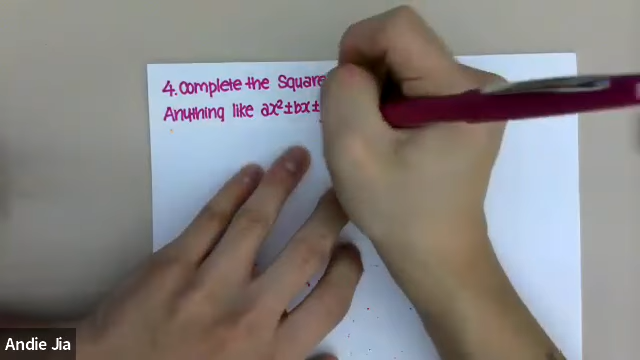 4. Complete the Square
Anything like ax²±bx±
Andie Jia